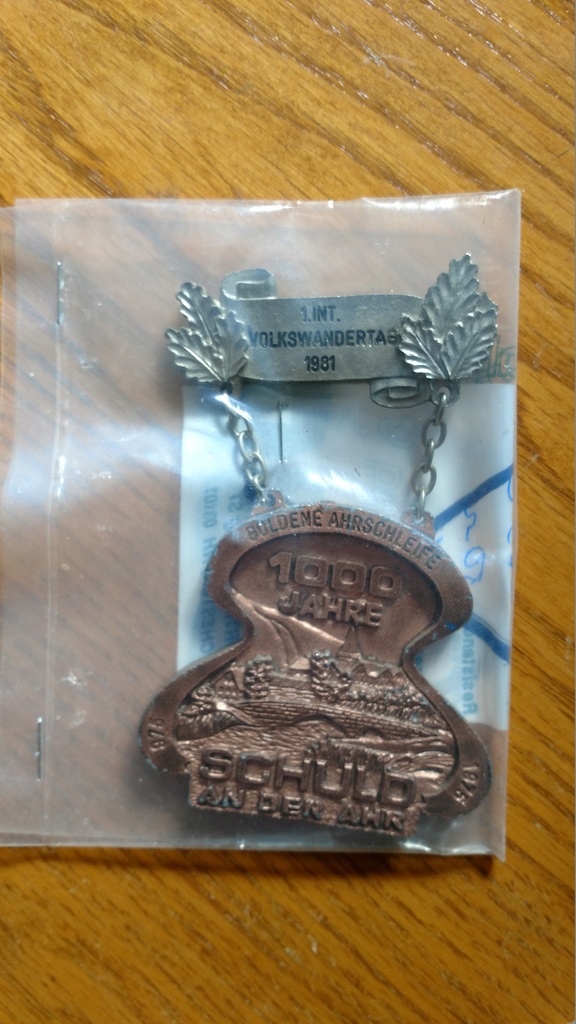 1.INT.
VOLKSWANDERTAG
1981
GOLDENE AHRSCHLEIFE
1000
JAHRE
975
1975
SCHULD
AN DER AHR